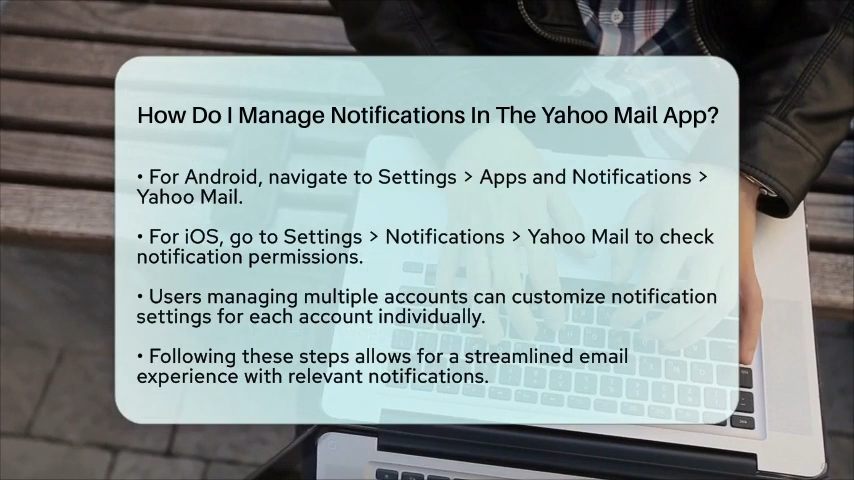 How Do I Manage Notifications In The Yahoo Mail App?
• For Android, navigate to Settings > Apps and Notifications >
Yahoo Mail.
• For iOS, go to Settings > Notifications > Yahoo Mail to check
notification permissions.
• Users managing multiple accounts can customize notification
settings for each account individually.
• Following these steps allows for a streamlined email
experience with relevant notifications.